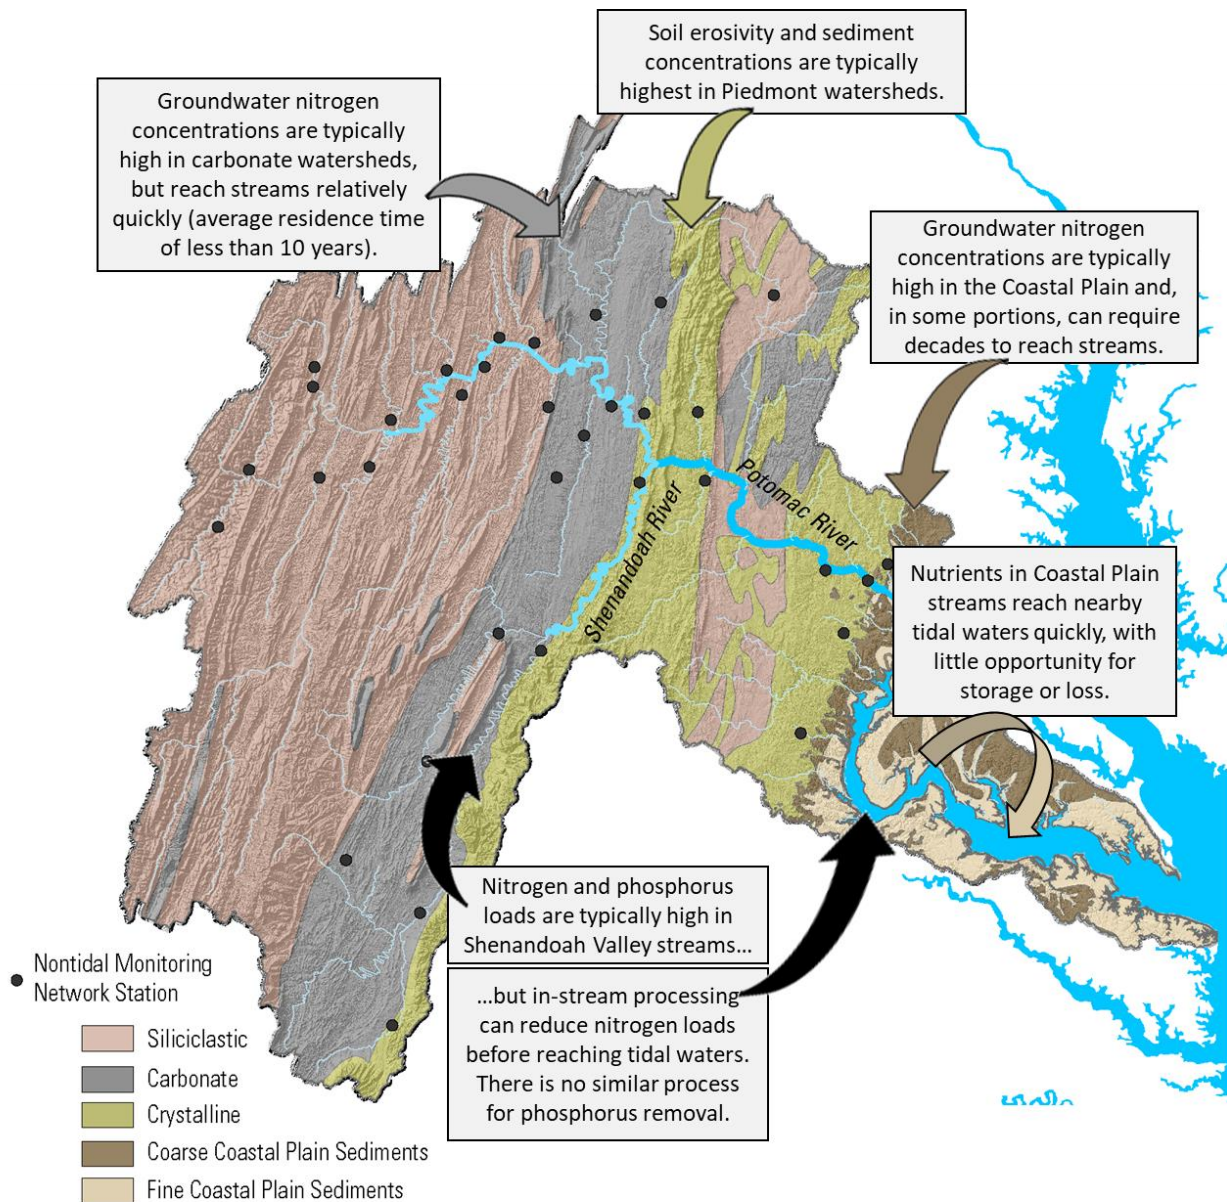 Soil erosivity and sediment
concentrations are typically
highest in Piedmont watersheds.
Groundwater nitrogen
concentrations are typically
high in carbonate watersheds,
but reach streams relatively
quickly (average residence time
of less than 10 years).
Groundwater nitrogen
concentrations are typically
high in the Coastal Plain and,
in some portions, can require
decades to reach streams.
Potomac River
Shenandoah River
Nutrients in Coastal Plain
streams reach nearby
tidal waters quickly, with
little opportunity for
storage or loss.
Nitrogen and phosphorus
loads are typically high in
Shenandoah Valley streams...
...but in-stream processing
can reduce nitrogen loads
before reaching tidal waters.
There is no similar process
for phosphorus removal.
Nontidal Monitoring
Network Station
Siliciclastic
Carbonate
Crystalline
Coarse Coastal Plain Sediments
Fine Coastal Plain Sediments